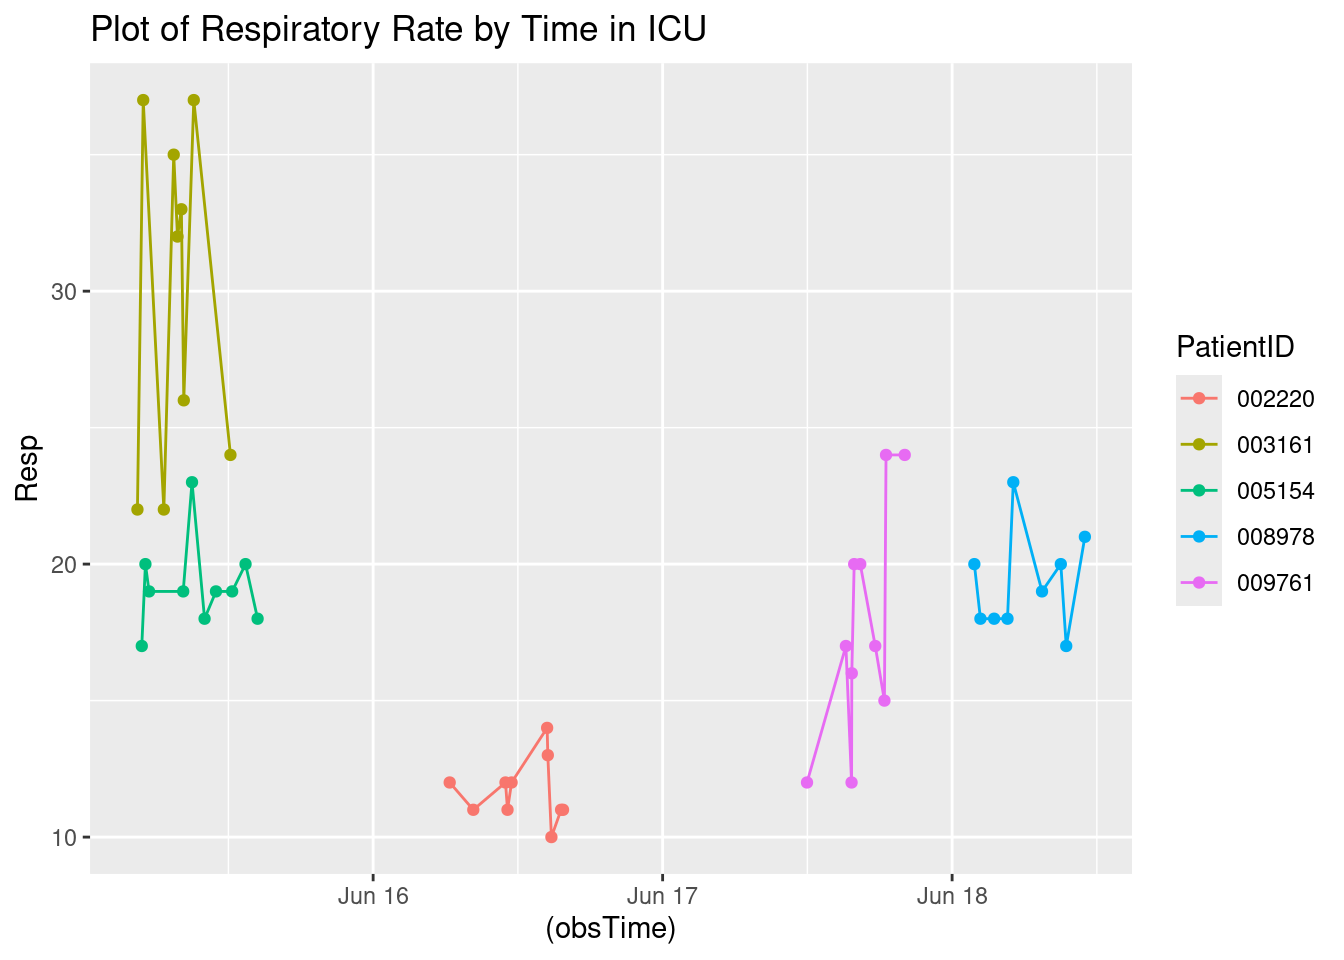 Plot of Respiratory Rate by Time in ICU
Resp
30
20
10
Jun 16
Jun 17
Jun 18
(obsTime)
PatientID
002220
003161
005154
008978
009761